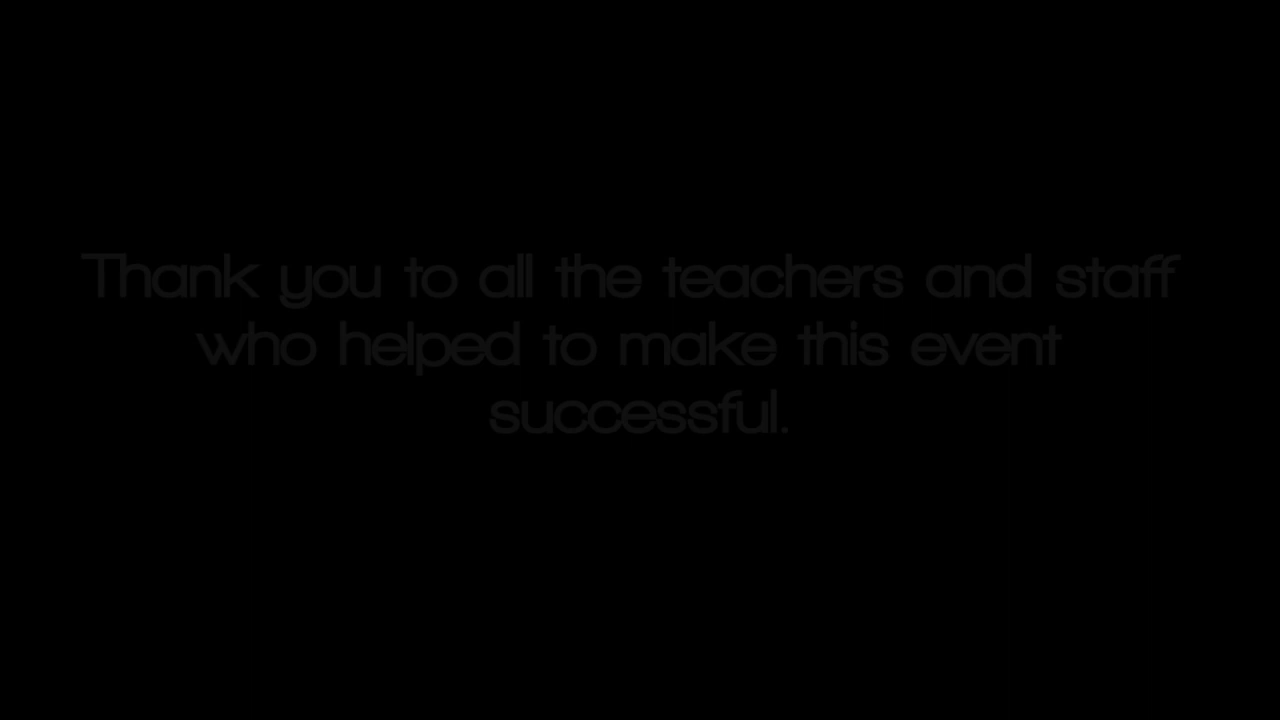 Thank you to all the teachers and staff
who helped to make this event
successful.